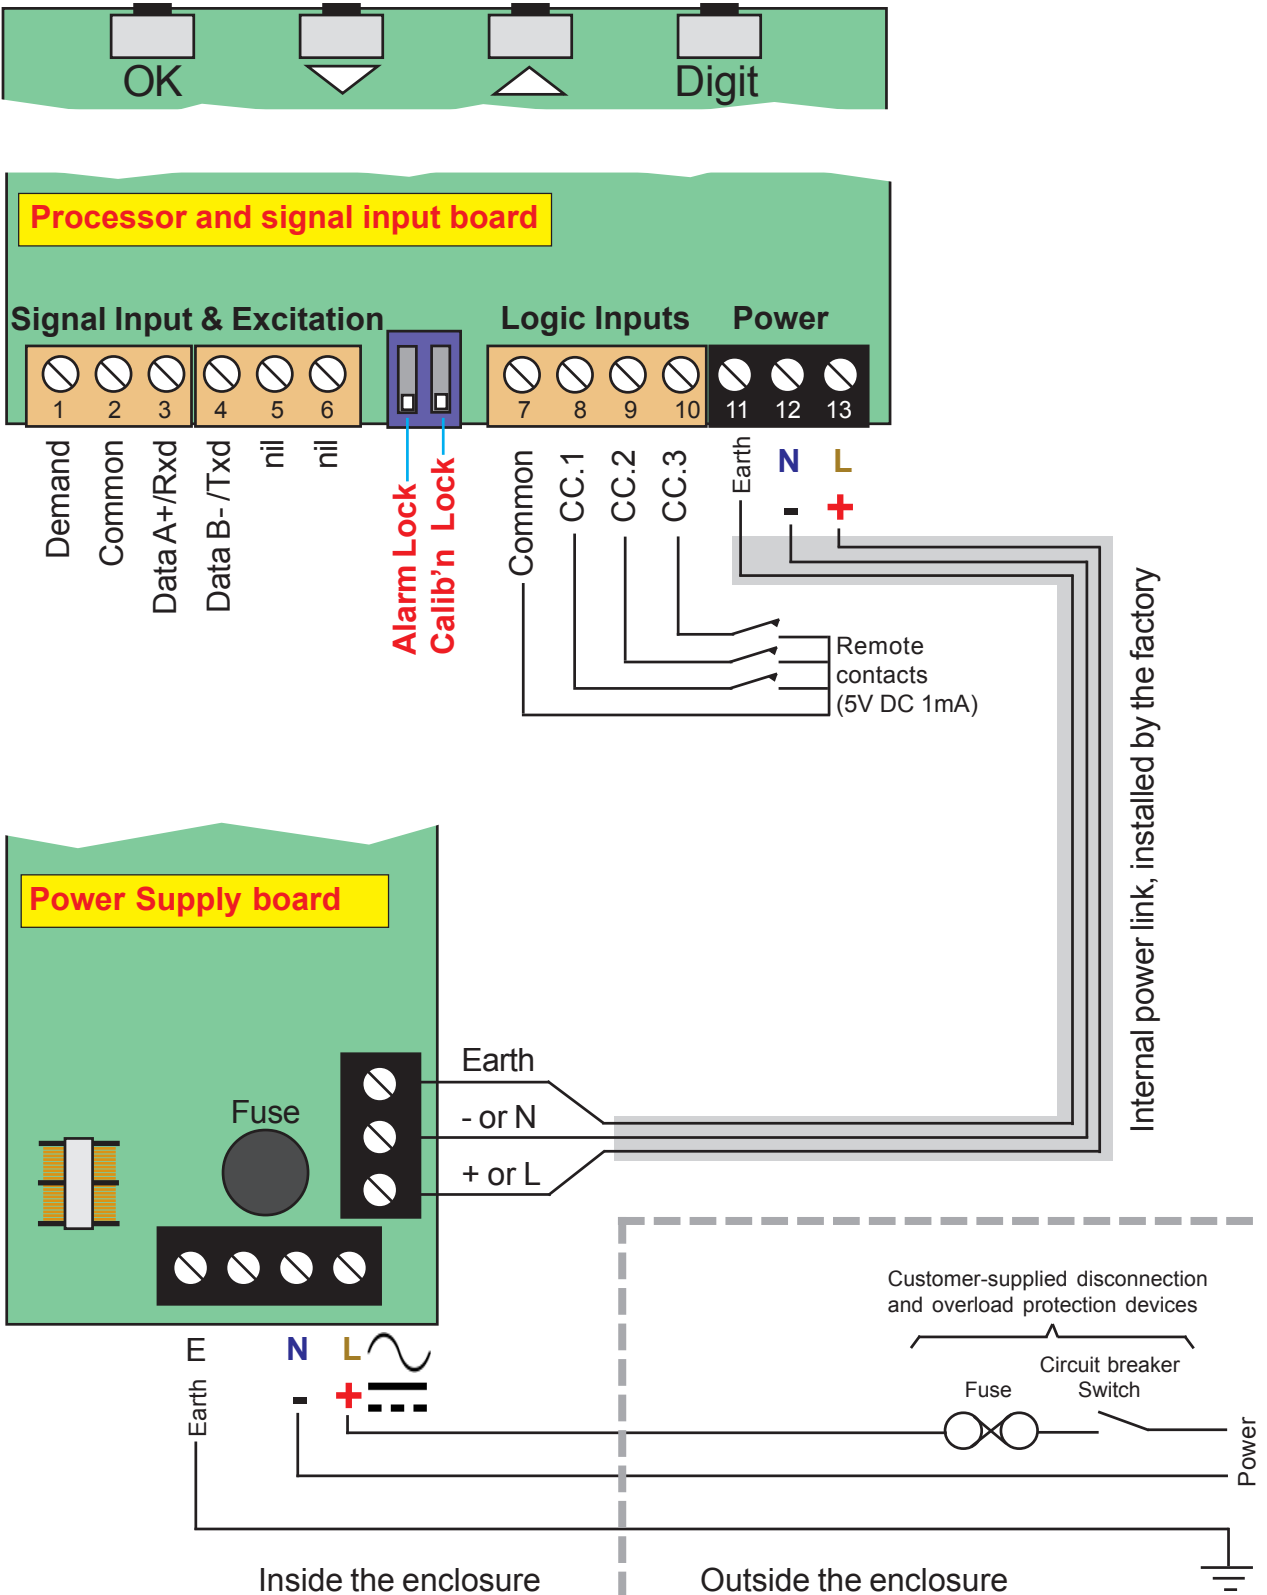 OK
Digit
Processor and signal input board
Signal Input & Excitation
Logic Inputs
Power
1
2
3
4
5
6
7
8
9
10
11
12
13
Demand
Common
Data A+/Rxd
Data B- /Txd
nil
nil
Alarm Lock
Calib’n Lock
Common
CC.1
CC.2
CC.3
Earth
N
L
-
+
Remote
contacts
(5V DC 1mA)
Internal power link, installed by the factory
Power Supply board
Fuse
Earth
- or N
+ or L
E
N
L
Earth
-
+
Customer-supplied disconnection
and overload protection devices
Circuit breaker
Fuse
Switch
Power
Inside the enclosure
Outside the enclosure